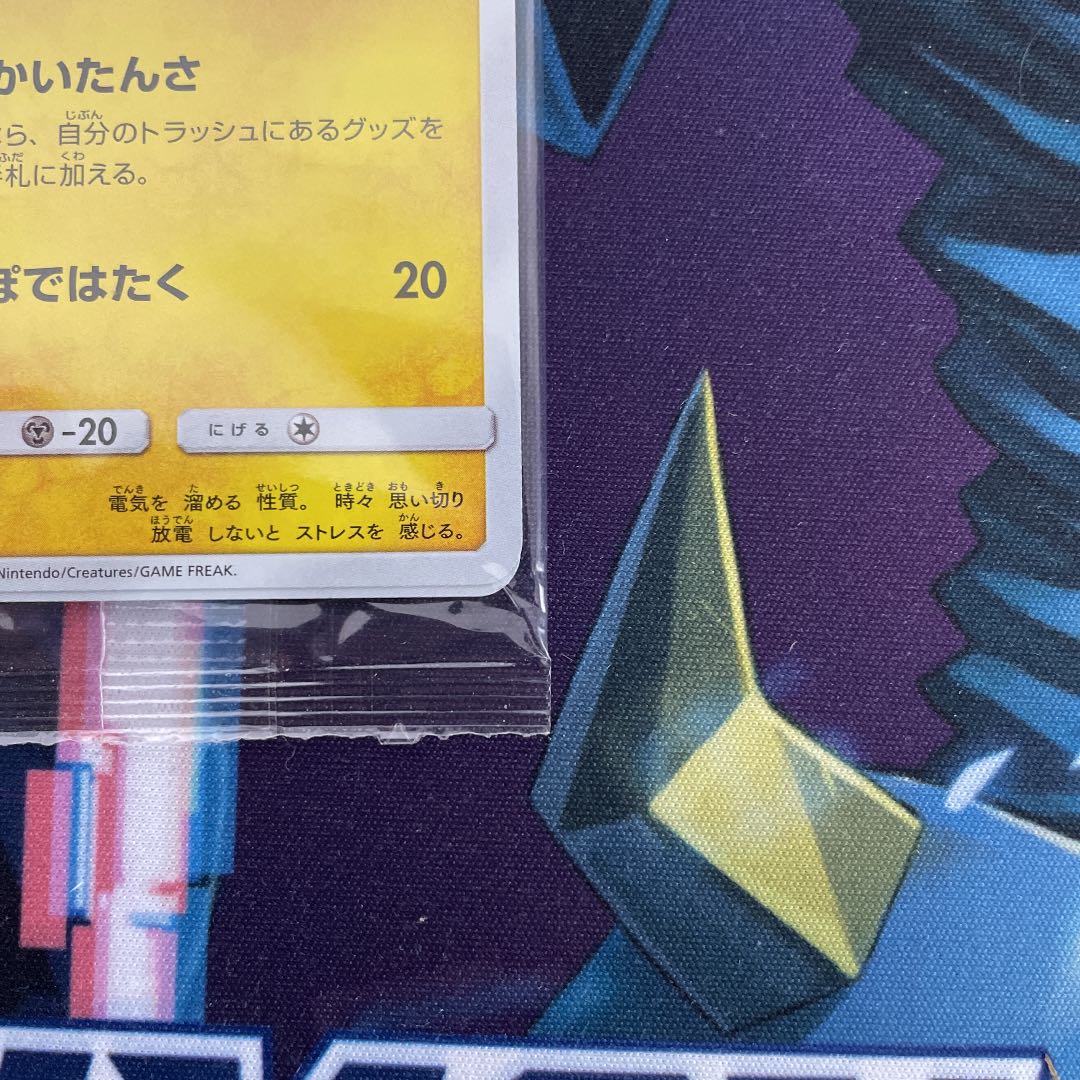 かいたんさ
なら、自分のトラッシュにあるグッズを
手札に加える。
ぽではたく 20
-20 にげる
電気を 溜める 性質。 時々 思い切り
放電 しないと ストレスを 感じる。
Nintendo/Creatures/GAME FREAK.